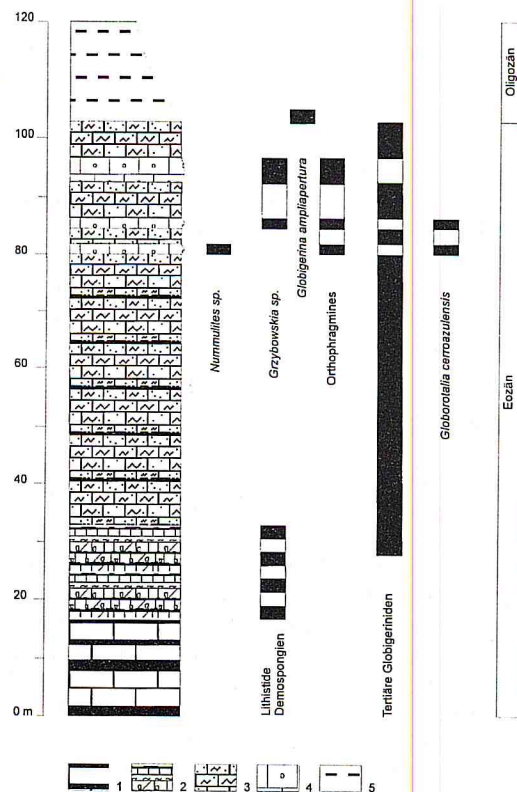 120
100
80
60
40
20
0 m
Nummulites sp.
Grzybowskia sp.
Globigerina ampliapertura
Orthophragmines
Globorotalia cerroazulensis
Lithistide
Demospongien
Tertiäre Globigeriniden
Oligozän
Eozän
1 2 3 4 5